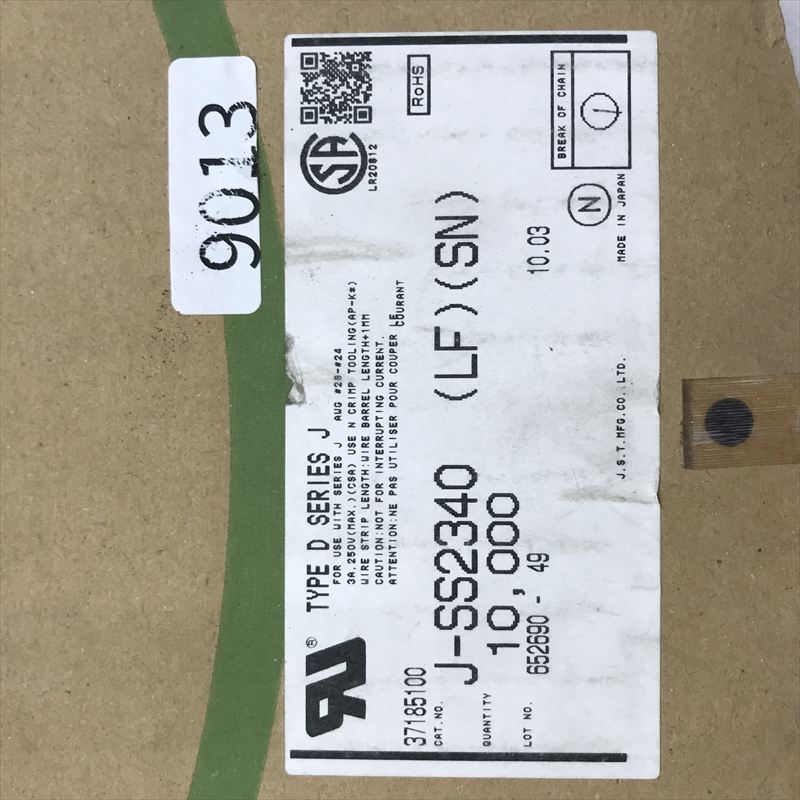 9013
TYPE D SERIES J
FOR USE WITH SERIES J AWG #28-#24
3A,250V(MAX.)(CSA) USE N CRIMP TOOLING(AP-K※)
WIRE STRIP LENGTH:WIRE BARREL LENGTH+1MM
CAUTION:NOT FOR INTERRUPTING CURRENT.
ATTENTION:NE PAS UTILISER POUR COUPER LE
COURANT
SA
LR20812
RoHS
37185100
CAT.NO. J-SS2340 (LF)(SN)
QUANTITY 10,000
LOT NO. 652690 - 49
10.03
N
BREAK OF CHAIN
J.S.T.MFG.CO.,LTD.
MADE IN JAPAN